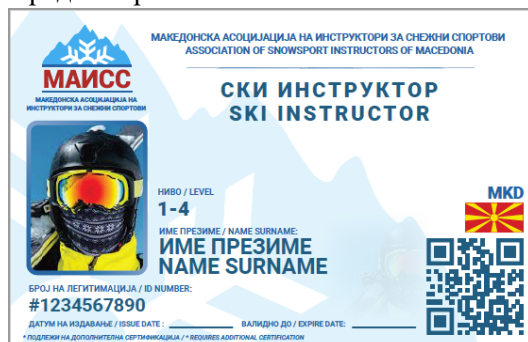 МАКЕДОНСКА АСОЦИЈАЦИЈА НА ИНСТРУКТОРИ ЗА СНЕЖНИ СПОРТОВИ
ASSOCIATION OF SNOWSPORT INSTRUCTORS OF MACEDONIA
МАИСС
МАКЕДОНСКА АСОЦИЈАЦИЈА НА
ИНСТРУКТОРИ ЗА СНЕЖНИ СПОРТОВИ
СКИ ИНСТРУКТОР
SKI INSTRUCTOR
НИВО / LEVEL
1-4
MKD
ИМЕ ПРЕЗИМЕ / NAME SURNAME:
ИМЕ ПРЕЗИМЕ
NAME SURNAME
БРОЈ НА ЛЕГИТИМАЦИЈА / ID NUMBER:
#1234567890
ДАТУМ НА ИЗДАВАЊЕ / ISSUE DATE : ВАЛИДНО ДО / EXPIRE DATE:
* ПОДЛЕЖИ НА ДОПОЛНИТЕЛНА СЕРТИФИКАЦИЈА / * REQUIRES ADDITIONAL CERTIFICATION